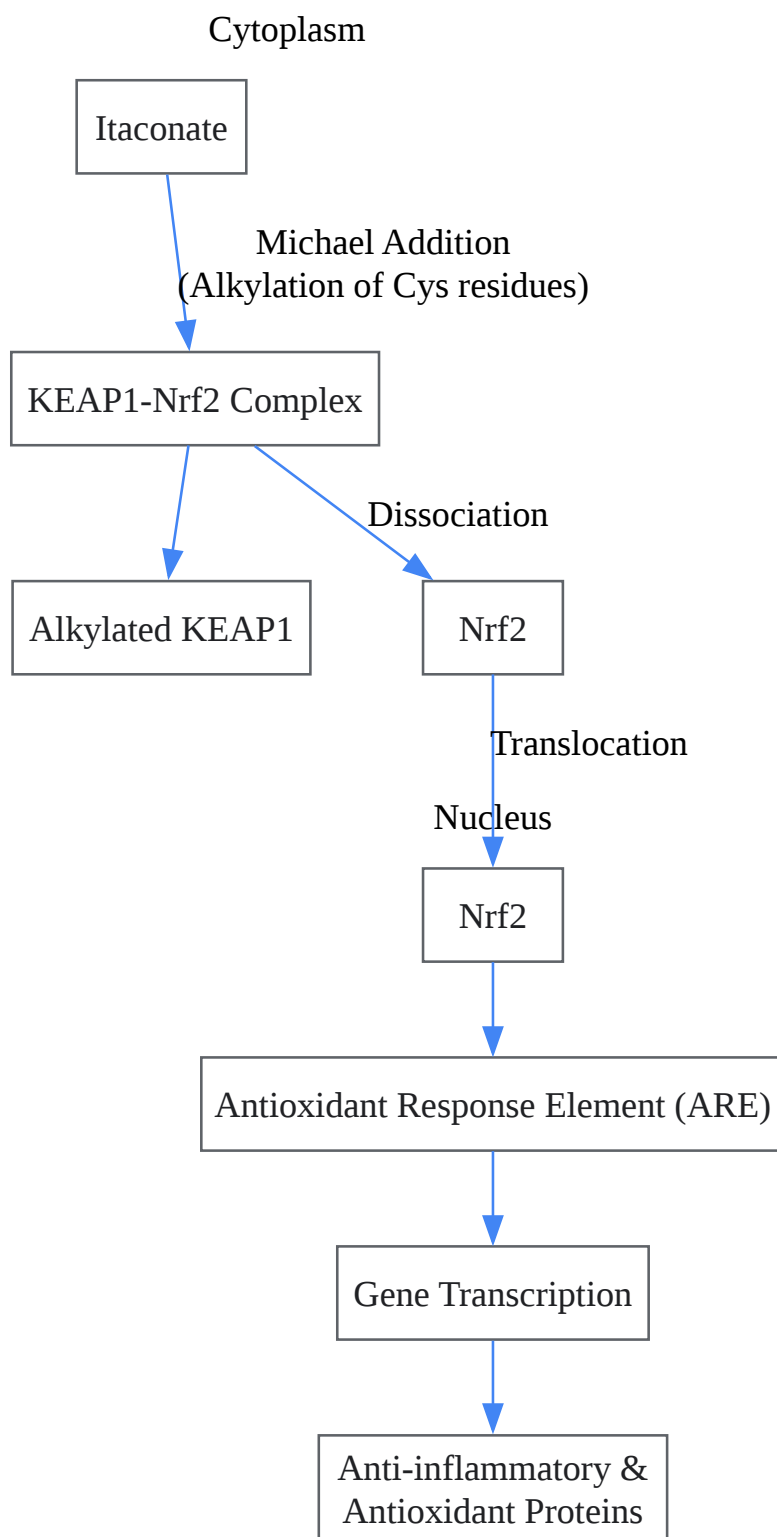 Cytoplasm
Itaconate
Michael Addition
(Alkylation of Cys residues)
KEAP1-Nrf2 Complex
Dissociation
Alkylated KEAP1
Nrf2
Translocation
Nucleus
Nrf2
Antioxidant Response Element (ARE)
Gene Transcription
Anti-inflammatory &
Antioxidant Proteins